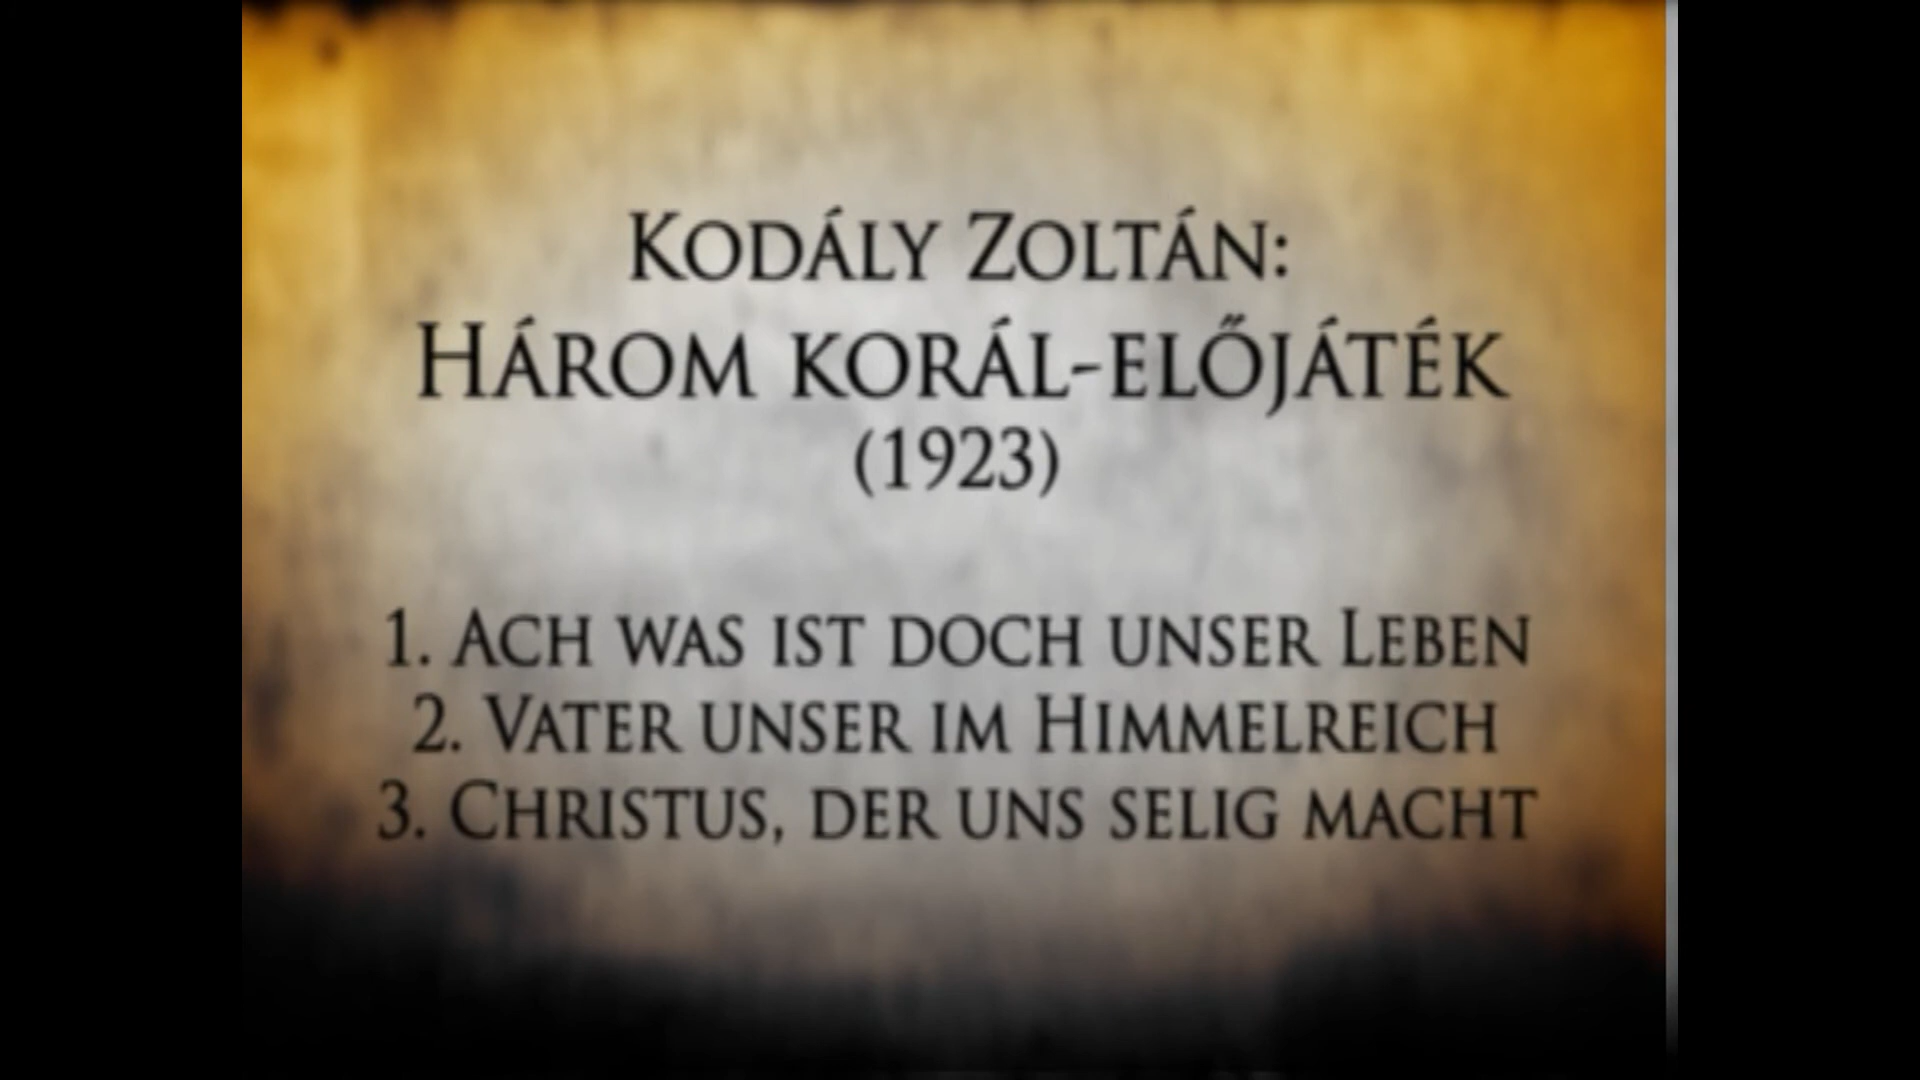 Kodály Zoltán:
Három korál-előjáték
(1923)
1. Ach was ist doch unser Leben
2. Vater unser im Himmelreich
3. Christus, der uns selig macht